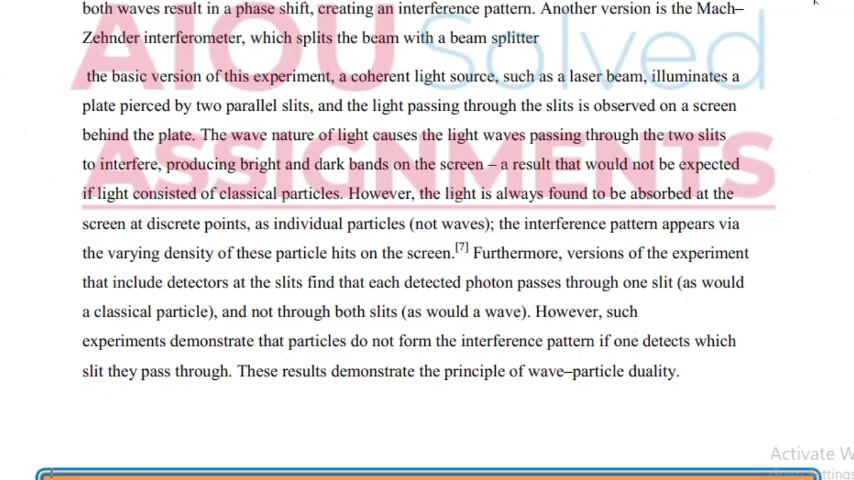 both waves result in a phase shift, creating an interference pattern. Another version is the Mach–
Zehnder interferometer, which splits the beam with a beam splitter
AIOU Solved
the basic version of this experiment, a coherent light source, such as a laser beam, illuminates a
plate pierced by two parallel slits, and the light passing through the slits is observed on a screen
behind the plate. The wave nature of light causes the light waves passing through the two slits
to interfere, producing bright and dark bands on the screen – a result that would not be expected
ASSIGNMENTS
if light consisted of classical particles. However, the light is always found to be absorbed at the
screen at discrete points, as individual particles (not waves); the interference pattern appears via
the varying density of these particle hits on the screen.[7] Furthermore, versions of the experiment
that include detectors at the slits find that each detected photon passes through one slit (as would
a classical particle), and not through both slits (as would a wave). However, such
experiments demonstrate that particles do not form the interference pattern if one detects which
slit they pass through. These results demonstrate the principle of wave–particle duality.
Activate W